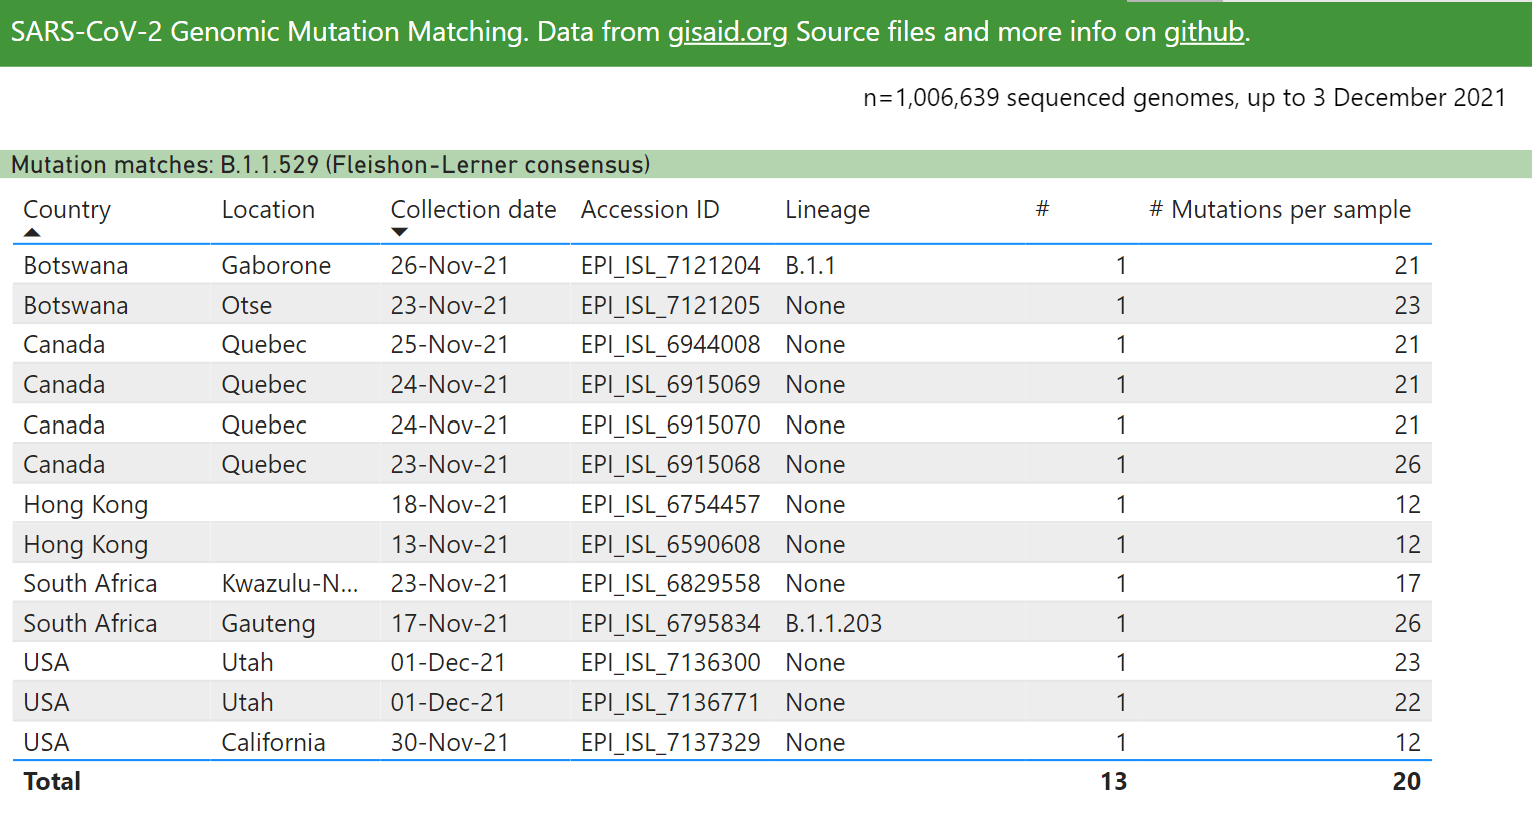 SARS-CoV-2 Genomic Mutation Matching. Data from gisaid.org Source files and more info on github.
n=1,006,639 sequenced genomes, up to 3 December 2021
Mutation matches: B.1.1.529 (Fleishon-Lerner consensus)
Country Location Collection date Accession ID Lineage # # Mutations per sample
Botswana Gaborone 26-Nov-21 EPI_ISL_7121204 B.1.1 1 21
Botswana Otse 23-Nov-21 EPI_ISL_7121205 None 1 23
Canada Quebec 25-Nov-21 EPI_ISL_6944008 None 1 21
Canada Quebec 24-Nov-21 EPI_ISL_6915069 None 1 21
Canada Quebec 24-Nov-21 EPI_ISL_6915070 None 1 21
Canada Quebec 23-Nov-21 EPI_ISL_6915068 None 1 26
Hong Kong 18-Nov-21 EPI_ISL_6754457 None 1 12
Hong Kong 13-Nov-21 EPI_ISL_6590608 None 1 12
South Africa Kwazulu-N... 23-Nov-21 EPI_ISL_6829558 None 1 17
South Africa Gauteng 17-Nov-21 EPI_ISL_6795834 B.1.1.203 1 26
USA Utah 01-Dec-21 EPI_ISL_7136300 None 1 23
USA Utah 01-Dec-21 EPI_ISL_7136771 None 1 22
USA California 30-Nov-21 EPI_ISL_7137329 None 1 12
Total 13 20